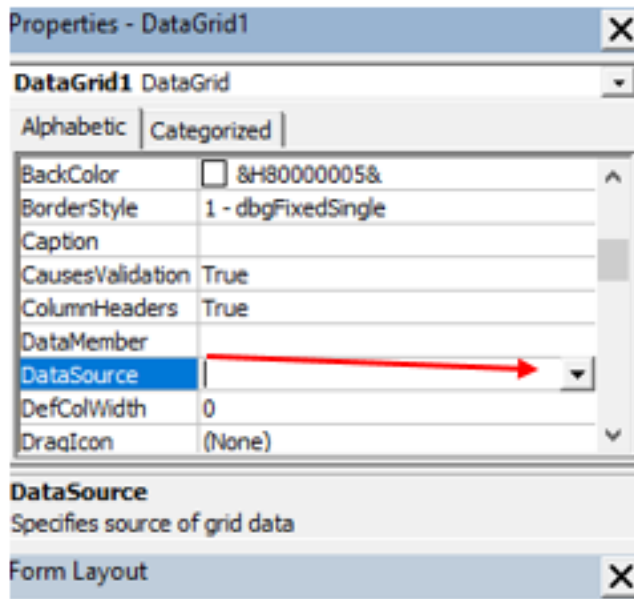 Properties - DataGrid1
DataGrid1 DataGrid
Alphabetic Categorized
BackColor &H80000005&
BorderStyle 1 - dbgFixedSingle
Caption
CausesValidation True
ColumnHeaders True
DataMember
DataSource
DefColWidth 0
DragIcon (None)
DataSource
Specifies source of grid data
Form Layout